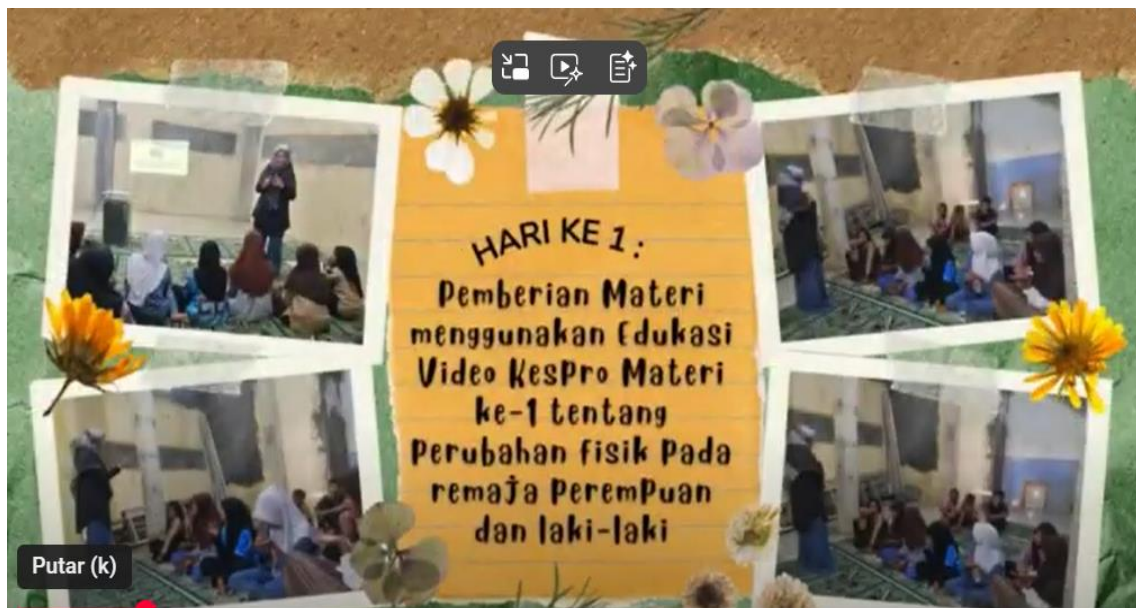 HARI KE 1 :
Pemberian Materi
menggunakan Edukasi
Video KesPro Materi
ke-1 tentang
Perubahan fisik Pada
remaja Perempuan
dan laki-laki
Putar (k)